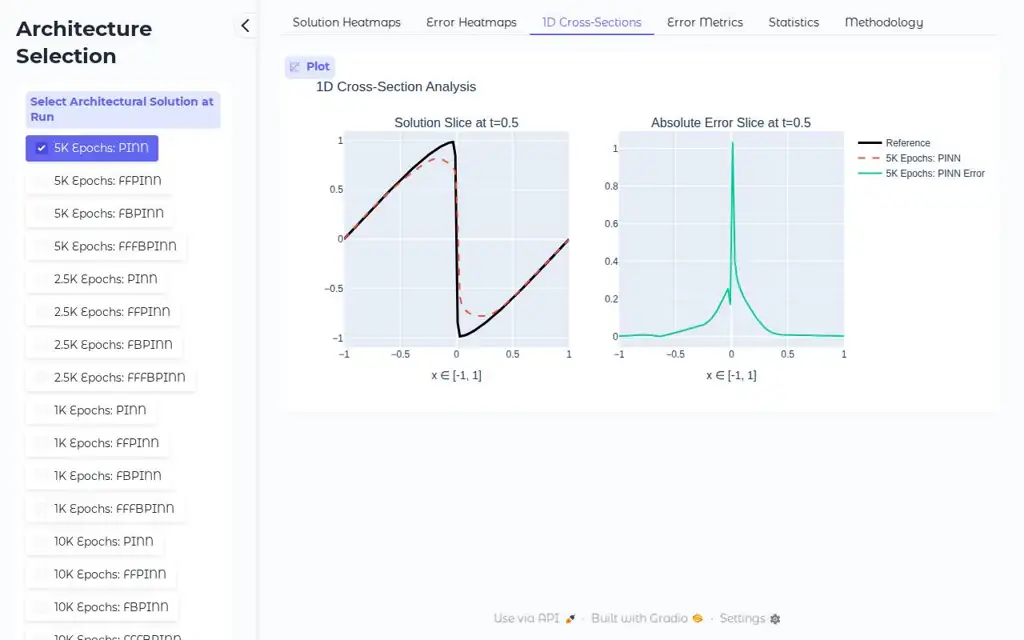 Architecture
Selection
Select Architectural Solution at
Run
5K Epochs: PINN
5K Epochs: FFPINN
5K Epochs: FBPINN
5K Epochs: FFFBPINN
2.5K Epochs: PINN
2.5K Epochs: FFPINN
2.5K Epochs: FBPINN
2.5K Epochs: FFFBPINN
1K Epochs: PINN
1K Epochs: FFPINN
1K Epochs: FBPINN
1K Epochs: FFFBPINN
10K Epochs: PINN
10K Epochs: FFPINN
10K Epochs: FBPINN
10K Epochs: FFFBPINN
Solution Heatmaps Error Heatmaps 1D Cross-Sections Error Metrics Statistics Methodology
Plot
1D Cross-Section Analysis
Solution Slice at t=0.5
1
0.5
0
−0.5
−1
−1 −0.5 0 0.5 1
x ∈ [-1, 1]
Absolute Error Slice at t=0.5
1
0.8
0.6
0.4
0.2
0
−1 −0.5 0 0.5 1
x ∈ [-1, 1]
Reference
5K Epochs: PINN
5K Epochs: PINN Error
Use via API · Built with Gradio · Settings